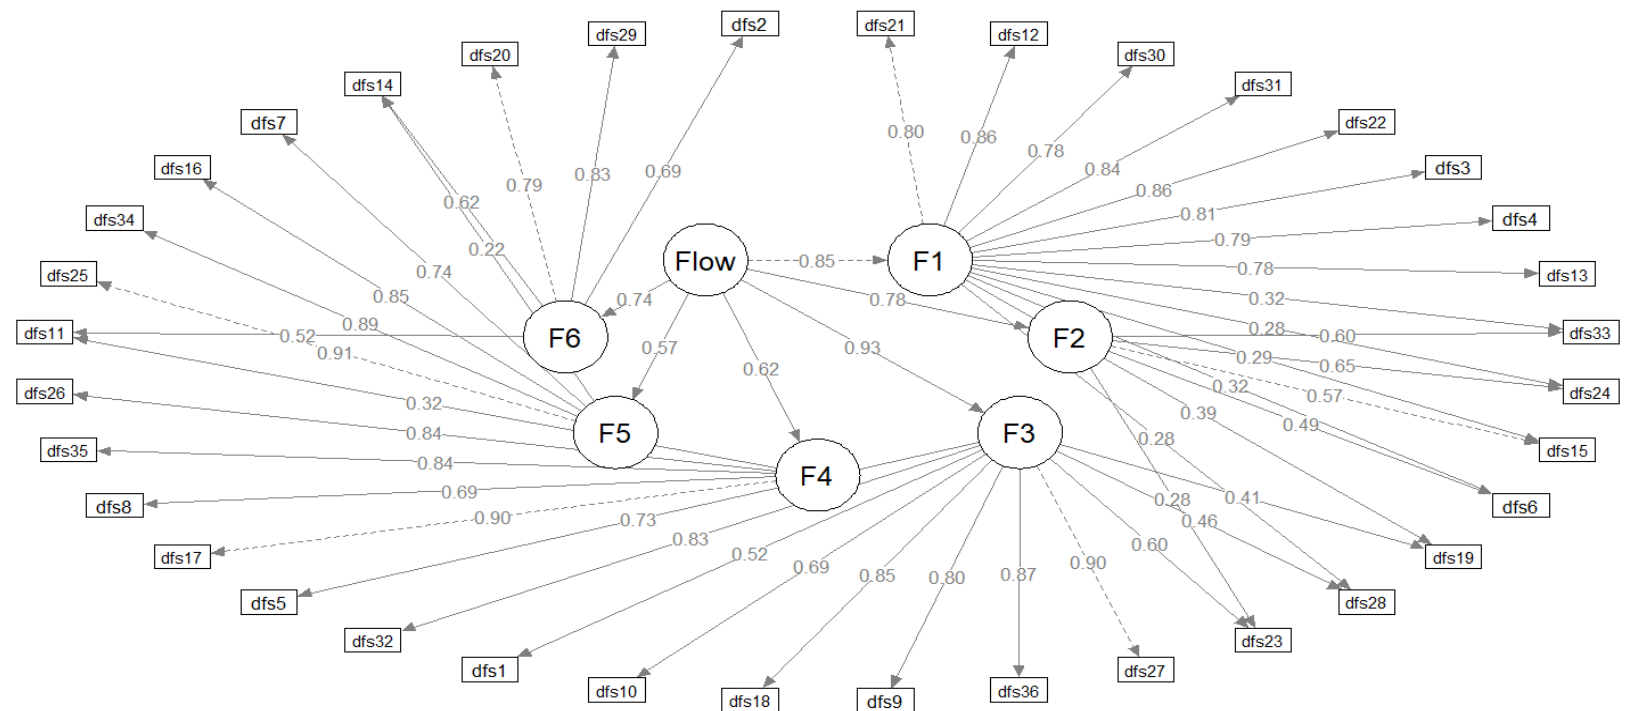 dfs21
dfs12
dfs2
dfs29
dfs20
dfs30
dfs14
dfs31
dfs7
dfs22
dfs16
dfs3
dfs34
dfs4
dfs25
dfs13
dfs11
dfs33
dfs26
dfs24
dfs35
dfs15
dfs8
dfs6
dfs17
dfs19
dfs5
dfs28
dfs32
dfs23
dfs1
dfs27
dfs10
dfs36
dfs18
dfs9
Flow
F1
F6
F2
F5
F3
F4
0.80
0.86
0.78
0.84
0.86
0.81
0.79
0.78
0.32
0.28
0.60
0.29
0.65
0.32
0.57
0.39
0.49
0.28
0.28
0.41
0.46
0.60
0.90
0.87
0.80
0.85
0.69
0.52
0.83
0.73
0.90
0.69
0.84
0.84
0.32
0.91
0.52
0.89
0.85
0.74
0.22
0.62
0.79
0.83
0.69
0.85
0.78
0.74
0.57
0.62
0.93